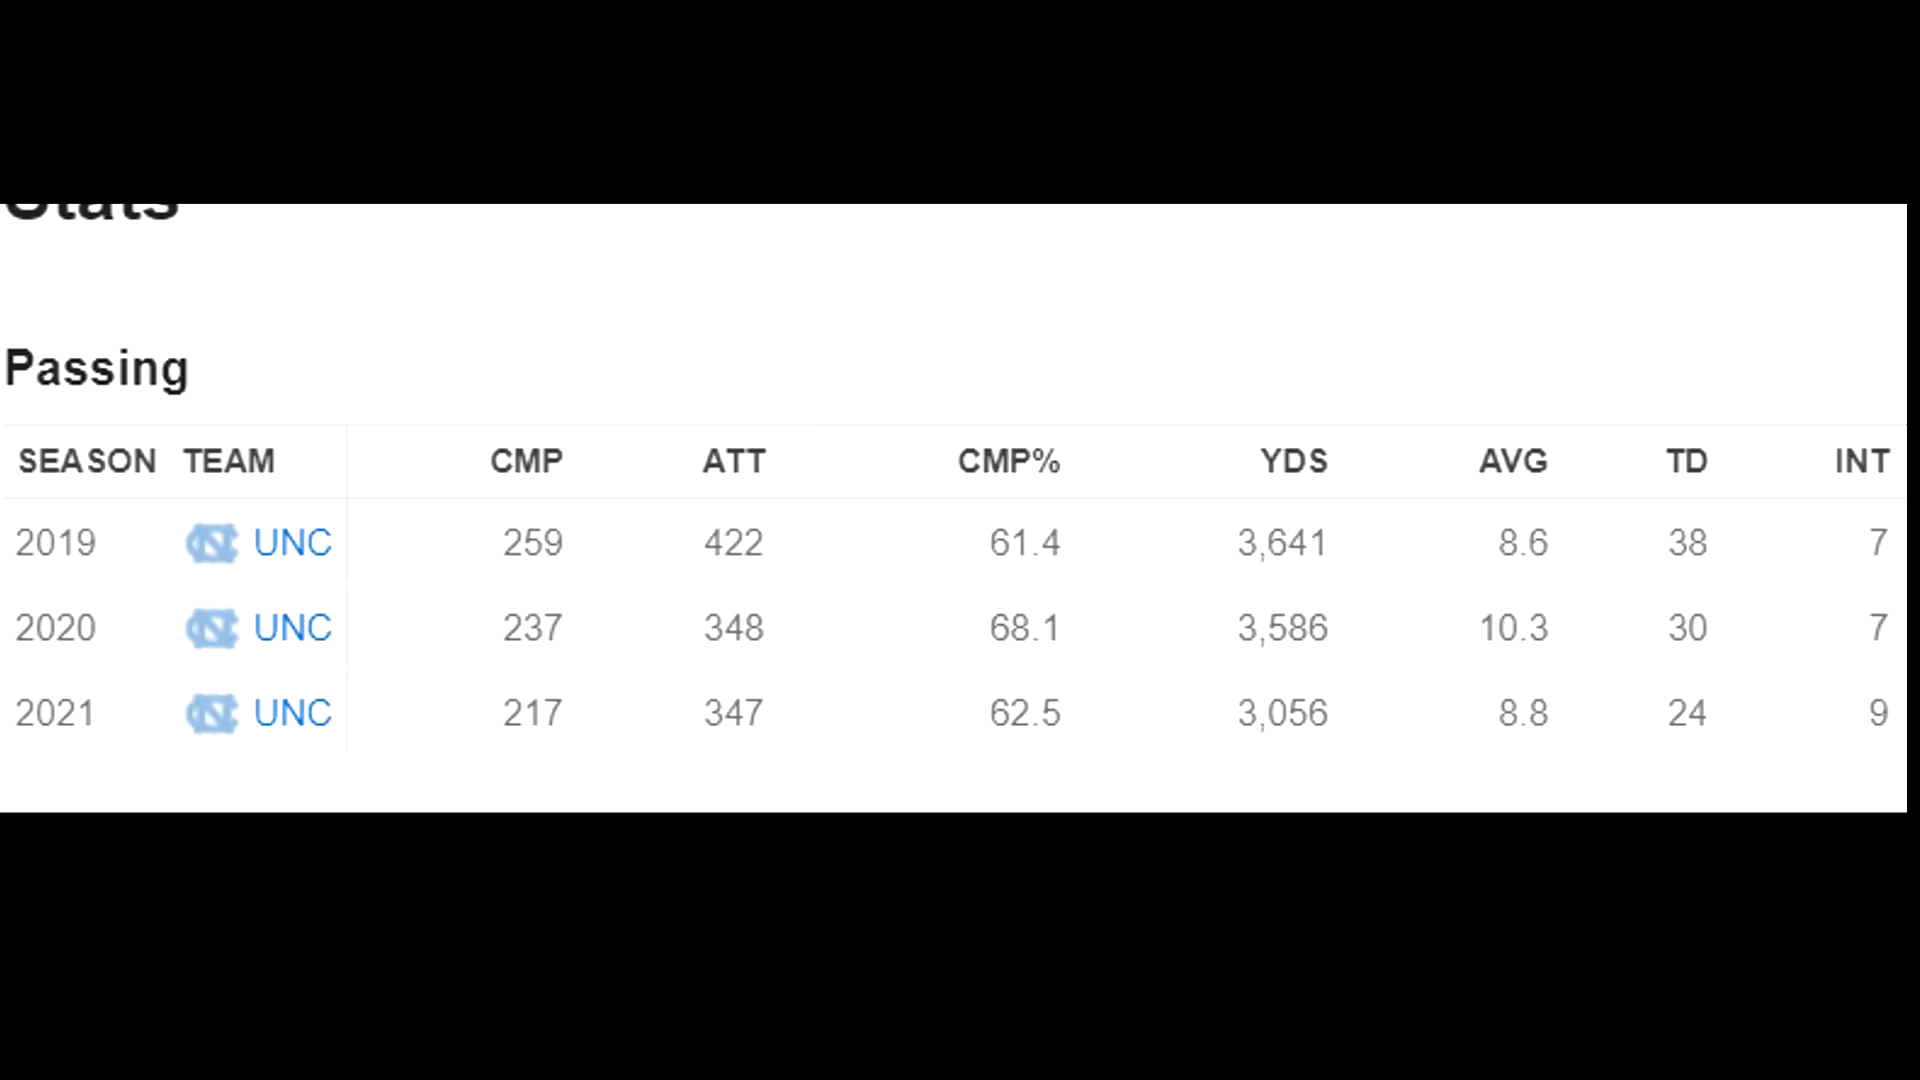 Stats
Passing
SEASON TEAM CMP ATT CMP% YDS AVG TD INT
2019 UNC 259 422 61.4 3,641 8.6 38 7
2020 UNC 237 348 68.1 3,586 10.3 30 7
2021 UNC 217 347 62.5 3,056 8.8 24 9